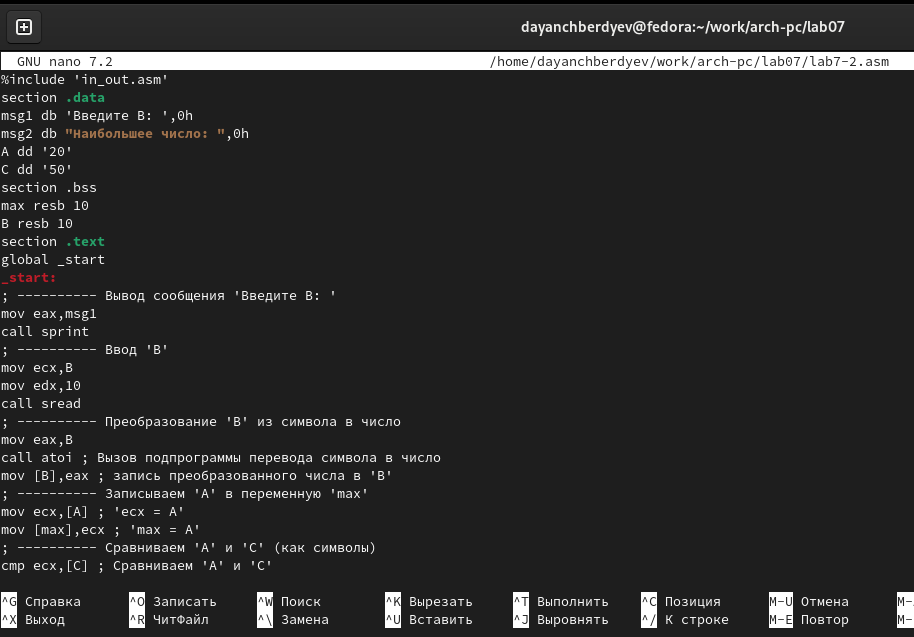 dayanchberdyev@fedora:~/work/arch-pc/lab07
GNU nano 7.2 /home/dayanchberdyev/work/arch-pc/lab07/lab7-2.asm
%include 'in_out.asm'
section .data
msg1 db 'Введите B: ',0h
msg2 db "Наибольшее число: ",0h
A dd '20'
C dd '50'
section .bss
max resb 10
B resb 10
section .text
global _start
_start:
; ---------- Вывод сообщения 'Введите B: '
mov eax,msg1
call sprint
; ---------- Ввод 'B'
mov ecx,B
mov edx,10
call sread
; ---------- Преобразование 'B' из символа в число
mov eax,B
call atoi ; Вызов подпрограммы перевода символа в число
mov [B],eax ; запись преобразованного числа в 'B'
; ---------- Записываем 'A' в переменную 'max'
mov ecx,[A] ; 'ecx = A'
mov [max],ecx ; 'max = A'
; ---------- Сравниваем 'A' и 'С' (как символы)
cmp ecx,[C] ; Сравниваем 'A' и 'С'
^G Справка ^O Записать ^W Поиск ^K Вырезать ^T Выполнить ^C Позиция M-U Отмена M-
^X Выход ^R ЧитФайл ^\ Замена ^U Вставить ^J Выровнять ^/ К строке M-E Повтор M-